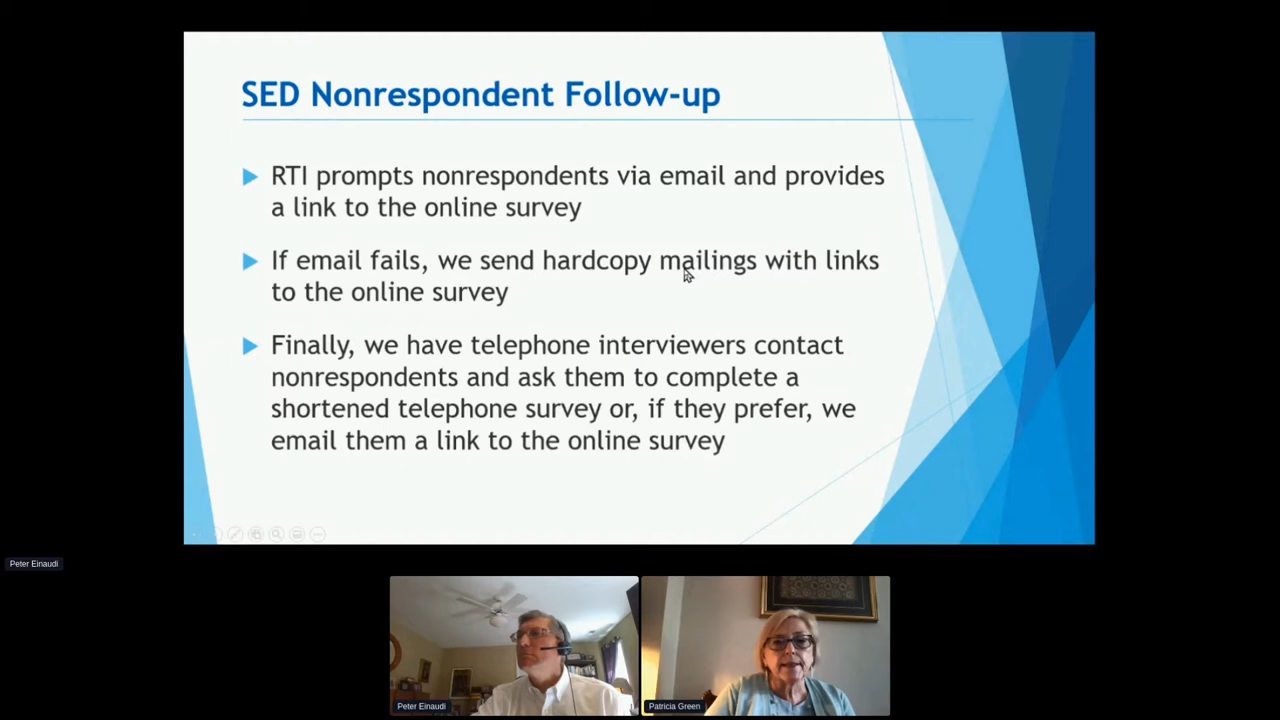 SED Nonrespondent Follow-up
RTI prompts nonrespondents via email and provides
a link to the online survey
If email fails, we send hardcopy mailings with links
to the online survey
Finally, we have telephone interviewers contact
nonrespondents and ask them to complete a
shortened telephone survey or, if they prefer, we
email them a link to the online survey
Peter Einaudi
Peter Einaudi
Patricia Green